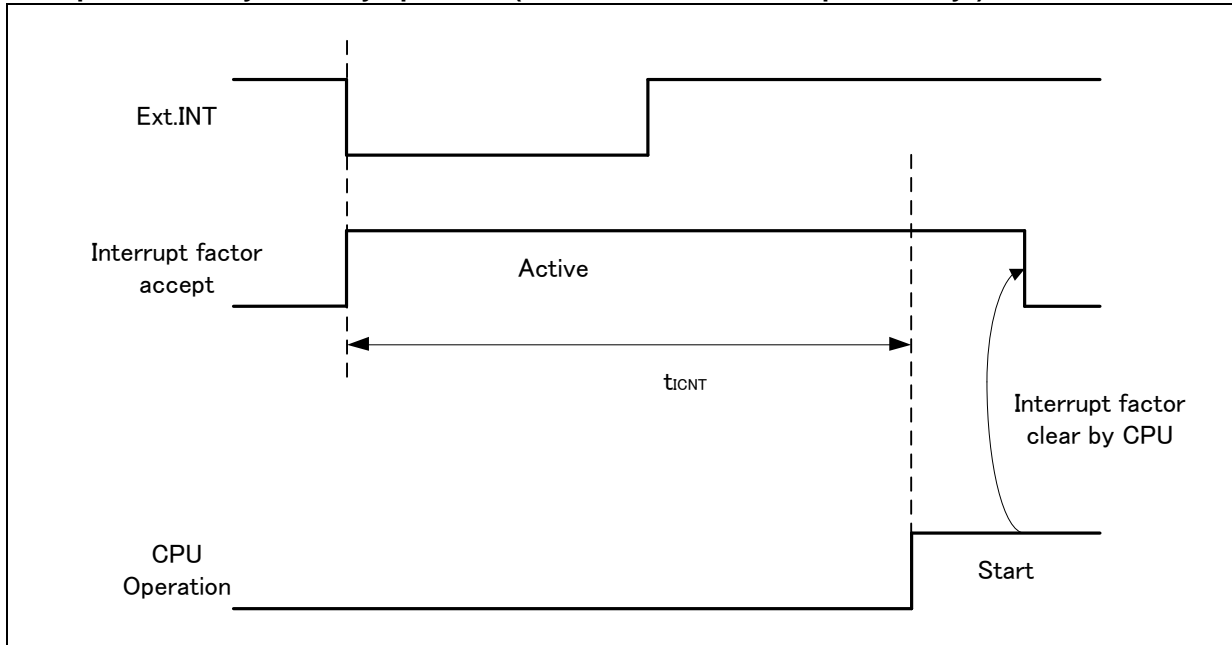 Ext.INT
Interrupt factor
accept
Active
tICNT
Interrupt factor
clear by CPU
CPU
Operation
Start